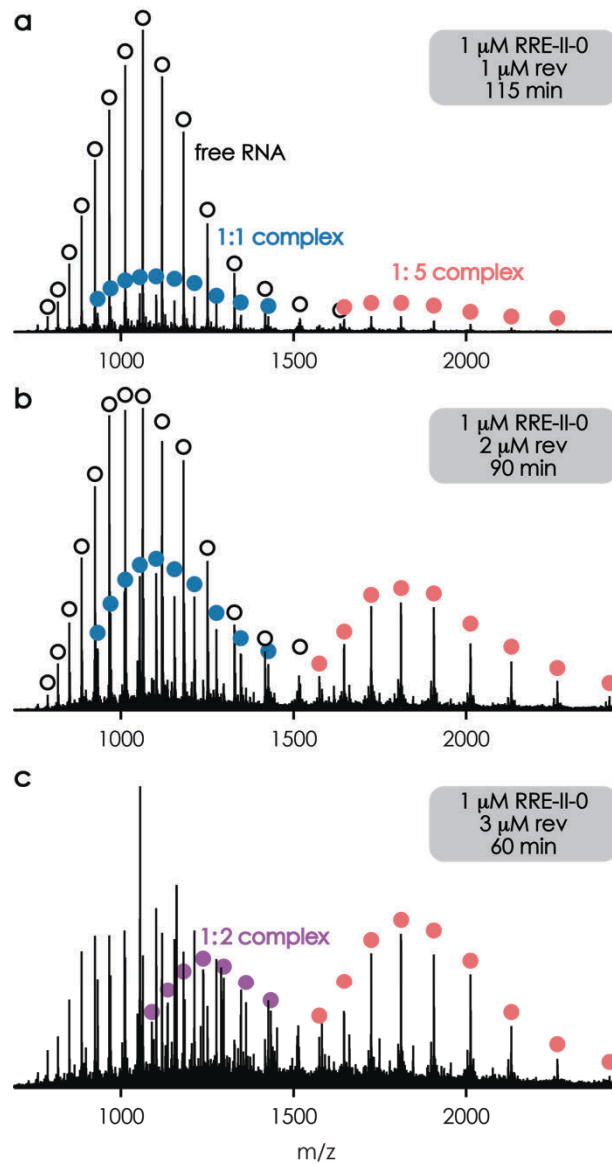 a
1 μM RRE-II-0
1 μM rev
115 min
free RNA
1:1 complex
1: 5 complex
1000 1500 2000
b
1 μM RRE-II-0
2 μM rev
90 min
1000 1500 2000
c
1 μM RRE-II-0
3 μM rev
60 min
1:2 complex
1000 1500 2000
m/z